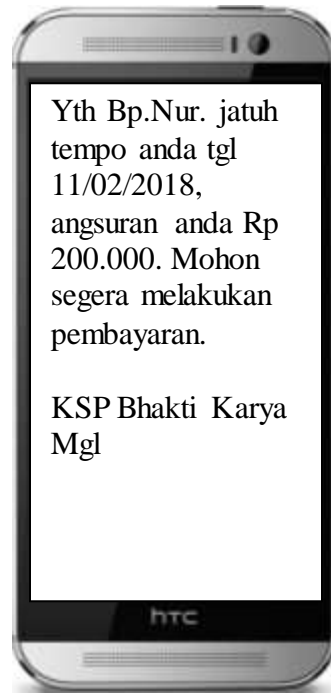 Yth Bp.Nur. jatuh
tempo anda tgl
11/02/2018,
angsuran anda Rp
200.000. Mohon
segera melakukan
pembayaran.
KSP Bhakti Karya
Mgl
hTC